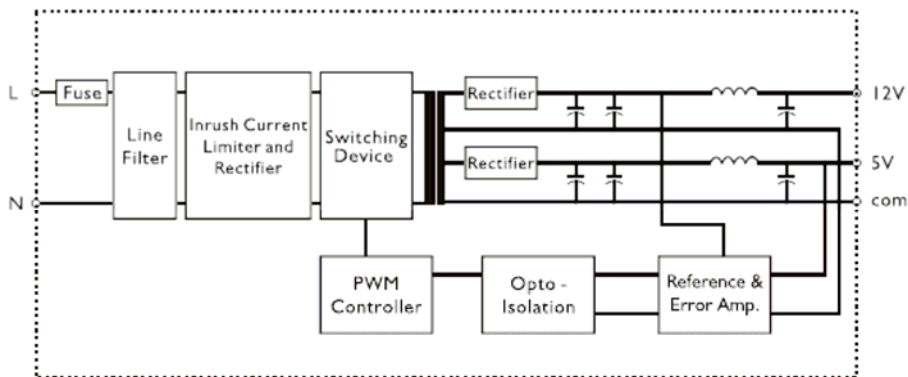 L
Fuse
Line
Filter
Inrush Current
Limiter and
Rectifier
Switching
Device
Rectifier
12V
Rectifier
5V
N
com
PWM
Controller
Opto -
Isolation
Reference &
Error Amp.